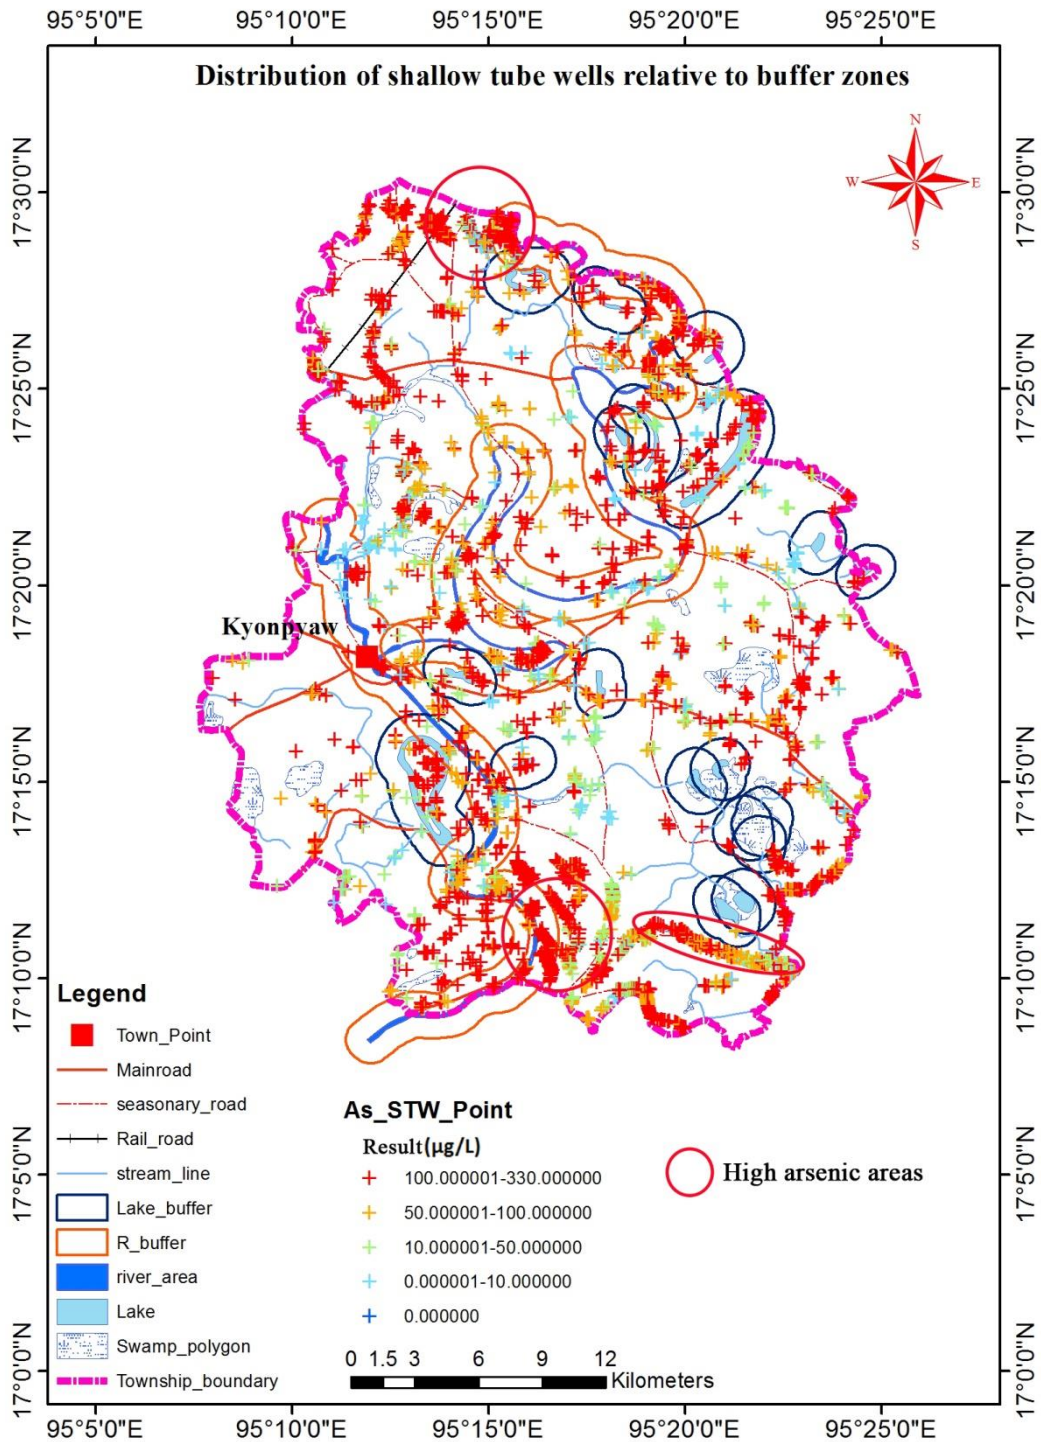 95°5'0"E 95°10'0"E 95°15'0"E 95°20'0"E 95°25'0"E
Distribution of shallow tube wells relative to buffer zones
N
W E
S
17°30'0"N 17°30'0"N
17°25'0"N 17°25'0"N
17°20'0"N 17°20'0"N
Kyonpyaw
17°15'0"N 17°15'0"N
17°10'0"N 17°10'0"N
Legend
Town_Point
Mainroad
seasonary_road
Rail_road
stream_line
Lake_buffer
R_buffer
river_area
Lake
Swamp_polygon
Township_boundary
As_STW_Point
Result(µg/L)
100.000001-330.000000
50.000001-100.000000
10.000001-50.000000
0.000001-10.000000
0.000000
High arsenic areas
17°5'0"N 17°5'0"N
0 1.5 3 6 9 12
Kilometers
17°0'0"N 17°0'0"N
95°5'0"E 95°10'0"E 95°15'0"E 95°20'0"E 95°25'0"E